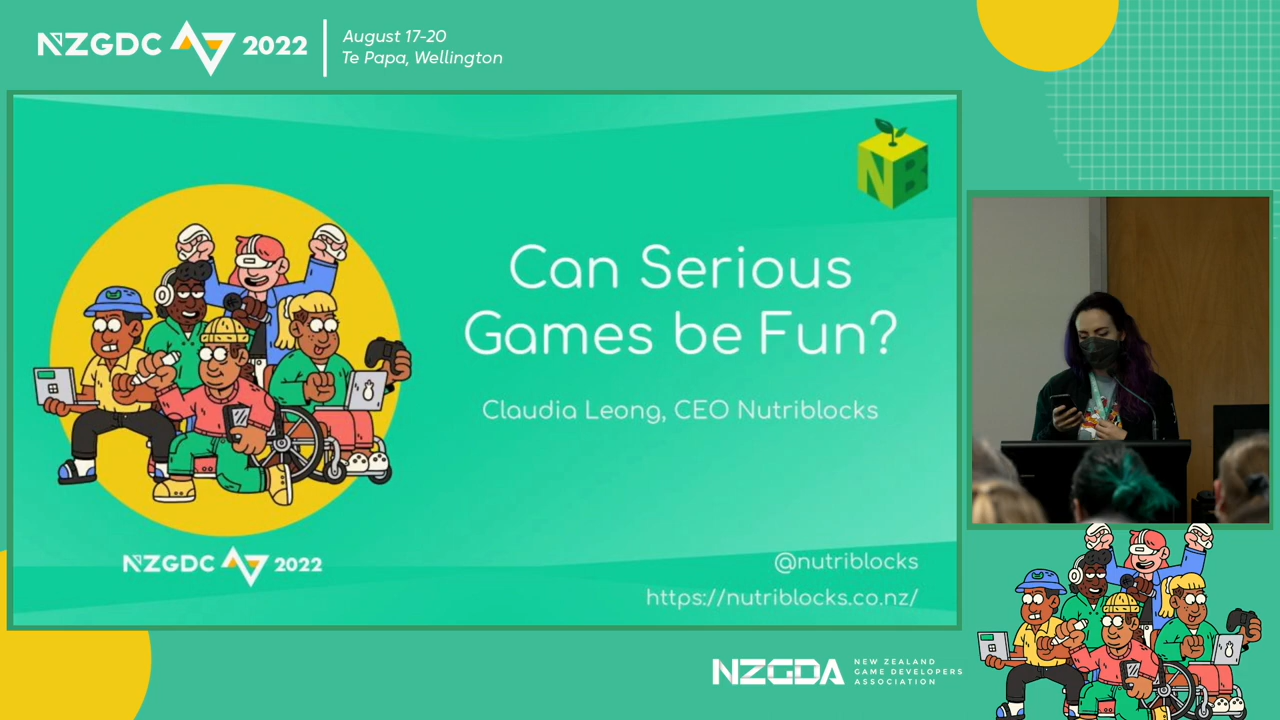 NZGDC 2022
August 17-20
Te Papa, Wellington
NB
Can Serious
Games be Fun?
Claudia Leong, CEO Nutriblocks
NZGDC 2022
@nutriblocks
https://nutriblocks.co.nz/
NZGDA
NEW ZEALAND
GAME DEVELOPERS
ASSOCIATION